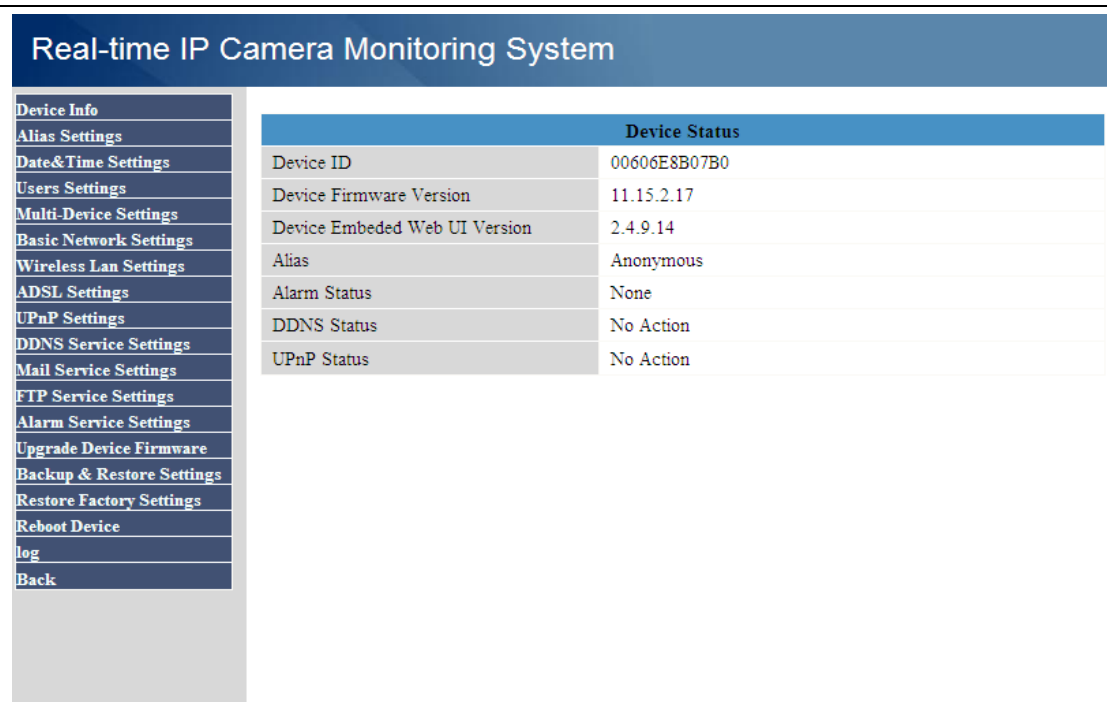 Real-time IP Camera Monitoring System
Device Info
Alias Settings
Date&Time Settings
Users Settings
Multi-Device Settings
Basic Network Settings
Wireless Lan Settings
ADSL Settings
UPnP Settings
DDNS Service Settings
Mail Service Settings
FTP Service Settings
Alarm Service Settings
Upgrade Device Firmware
Backup & Restore Settings
Restore Factory Settings
Reboot Device
log
Back
Device Status
Device ID 00606E8B07B0
Device Firmware Version 11.15.2.17
Device Embeded Web UI Version 2.4.9.14
Alias Anonymous
Alarm Status None
DDNS Status No Action
UPnP Status No Action